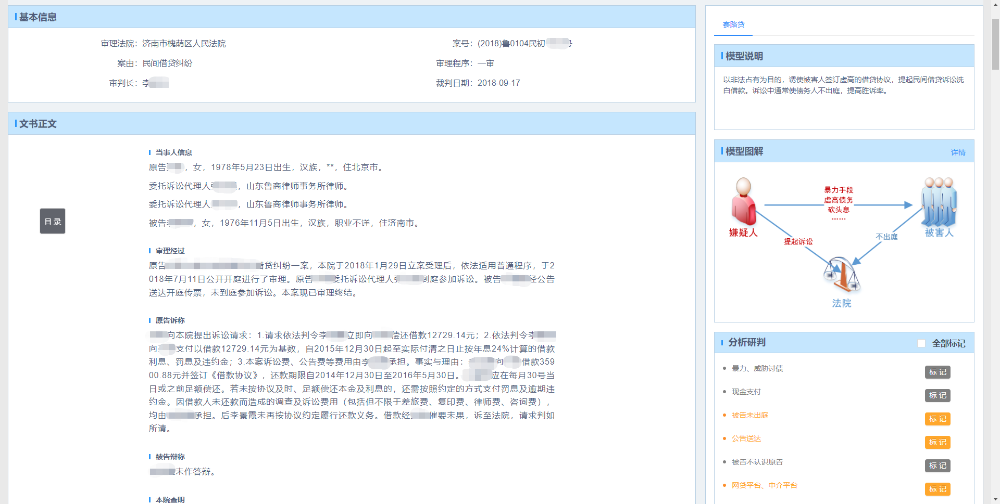 基本信息
审理法院：济南市槐荫区人民法院
案号：(2018)鲁0104民初 号
案由：民间借贷纠纷
审理程序：一审
审判长：李
裁判日期：2018-09-17
文书正文
目 录
当事人信息
原告 ，女，1978年5月23日出生，汉族，**，住北京市。
委托诉讼代理人 ，山东鲁商律师事务所律师。
委托诉讼代理人 ，山东鲁商律师事务所律师。
被告 ，女，1976年11月5日出生，汉族，职业不详，住济南市。
审理经过
原告 借贷纠纷一案，本院于2018年1月29日立案受理后，依法适用普通程序，于2
018年7月11日公开开庭进行了审理。原告 委托诉讼代理人 到庭参加诉讼。被告 经公告
送达开庭传票，未到庭参加诉讼。本案现已审理终结。
原告诉称
向本院提出诉讼请求：1.请求依法判令李 立即向 偿还借款12729.14元；2.依法判令李
向 支付以借款12729.14元为基数，自2015年12月30日起至实际付清之日止按年息24%计算的借款
利息、罚息及违约金；3.本案诉讼费、公告费等费用由李 承担。事实与理由： 向 借款359
00.88元并签订《借款协议》，还款期限自2014年12月30日至2016年5月30日。 应在每月30号当
日或之前足额偿还。若未按协议及时、足额偿还本金及利息的，还需按照约定的方式支付罚息及逾期违
约金。因借款人未还款而造成的调查及诉讼费用（包括但不限于差旅费、复印费、律师费、咨询费），
均由 承担。后李景霞未再按协议约定履行还款义务。借款经 催要未果，诉至法院，请求判如
所请。
被告辩称
未作答辩。
本院查明
套路贷
模型说明
以非法占有为目的，诱使被害人签订虚高的借贷协议，提起民间借贷诉讼洗
白借款。诉讼中通常使债务人不出庭，提高胜诉率。
模型图解
详情
暴力手段
虚高债务
砍头息
……
嫌疑人
被害人
提起诉讼
不出庭
法院
分析研判
全部标记
暴力、威胁讨债
标 记
现金支付
标 记
被告未出庭
标 记
公告送达
标 记
被告不认识原告
标 记
网贷平台、中介平台
标 记